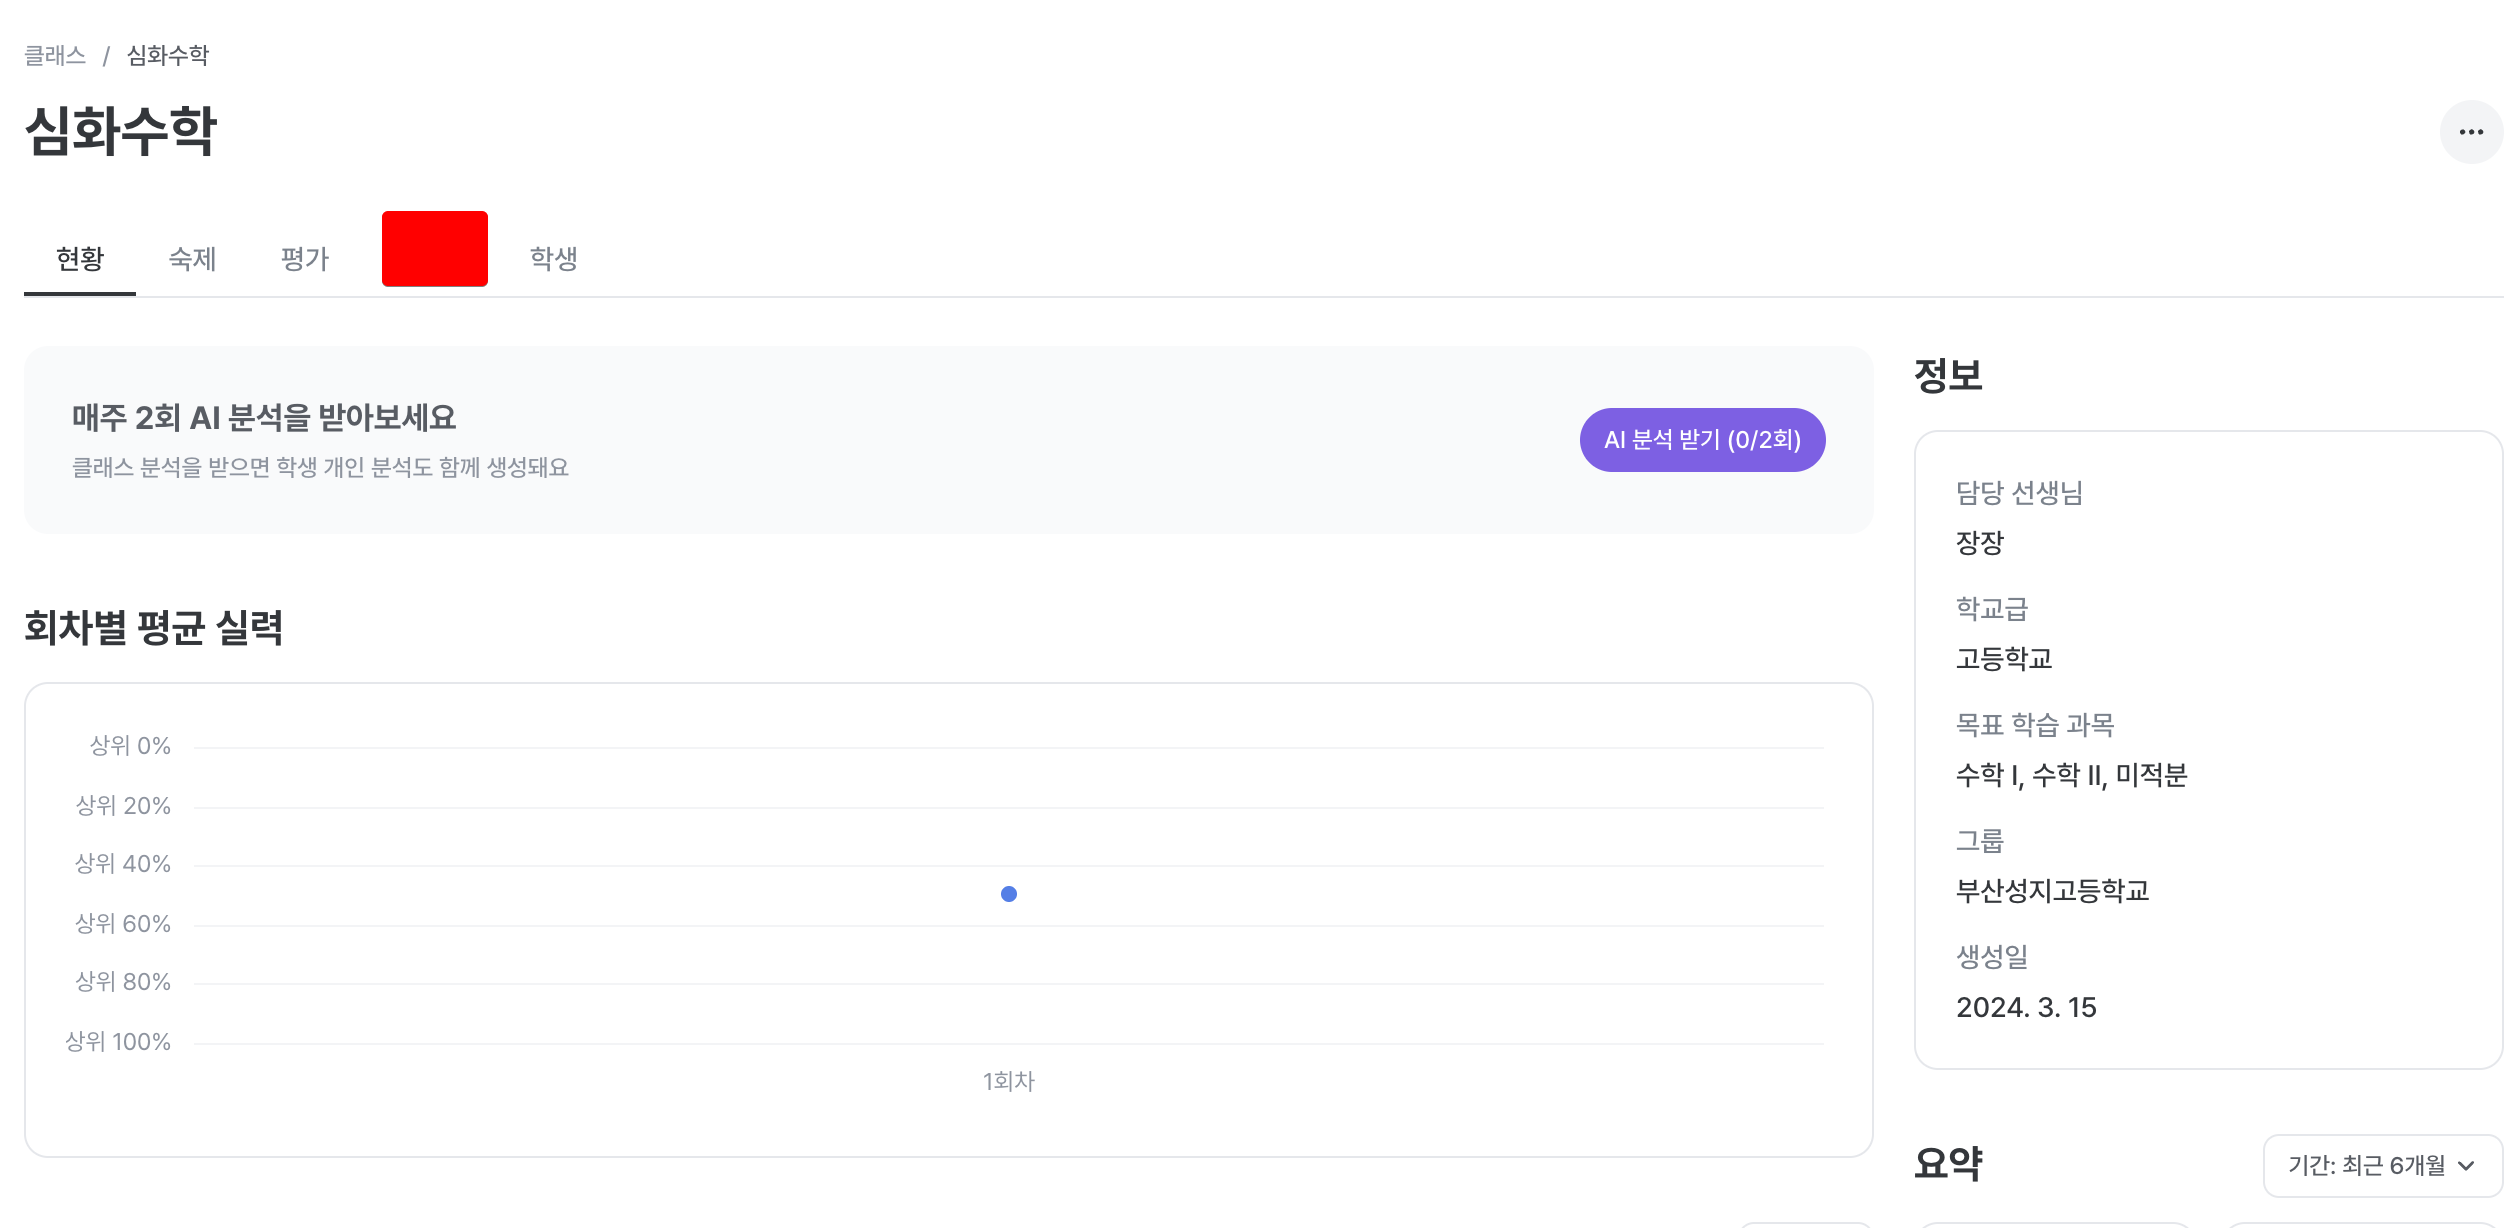 클래스 / 심화수학
심화수학
현황 숙제 평가 학생
매주 2회 AI 분석을 받아보세요
클래스 분석을 받으면 학생 개인 분석도 함께 생성돼요
AI 분석 받기 (0/2회)
회차별 평균 실력
상위 0%
상위 20%
상위 40%
상위 60%
상위 80%
상위 100%
1회차
정보
담당 선생님
장장
학교급
고등학교
목표 학습 과목
수학 I, 수학 II, 미적분
그룹
부산성지고등학교
생성일
2024. 3. 15
요약
기간: 최근 6개월